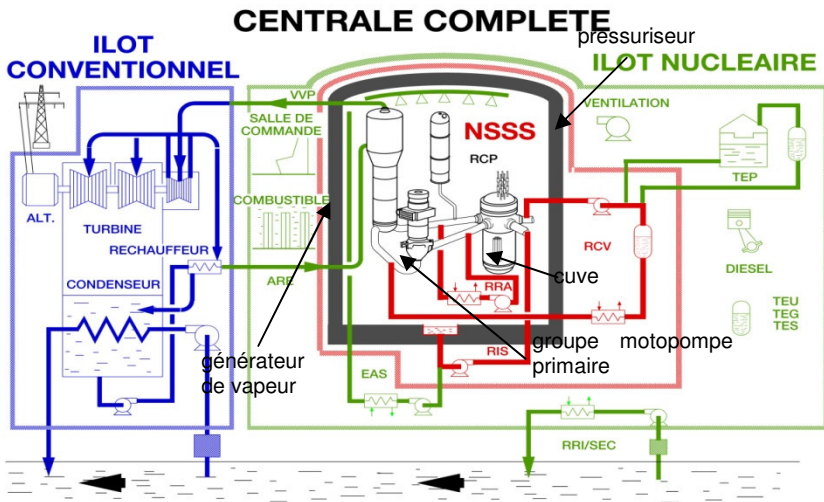 CENTRALE COMPLETE
pressuriseur
ILOT
CONVENTIONNEL
ILOT NUCLEAIRE
VVP
SALLE DE
COMMANDE
NSSS
RCP
VENTILATION
TEP
ALT.
TURBINE
COMBUSTIBLE
RECHAUFFEUR
RCV
CONDENSEUR
ARE
RRA
cuve
DIESEL
TEU
TEG
TES
générateur
de vapeur
RIS
groupe motopompe
primaire
EAS
RRI/SEC